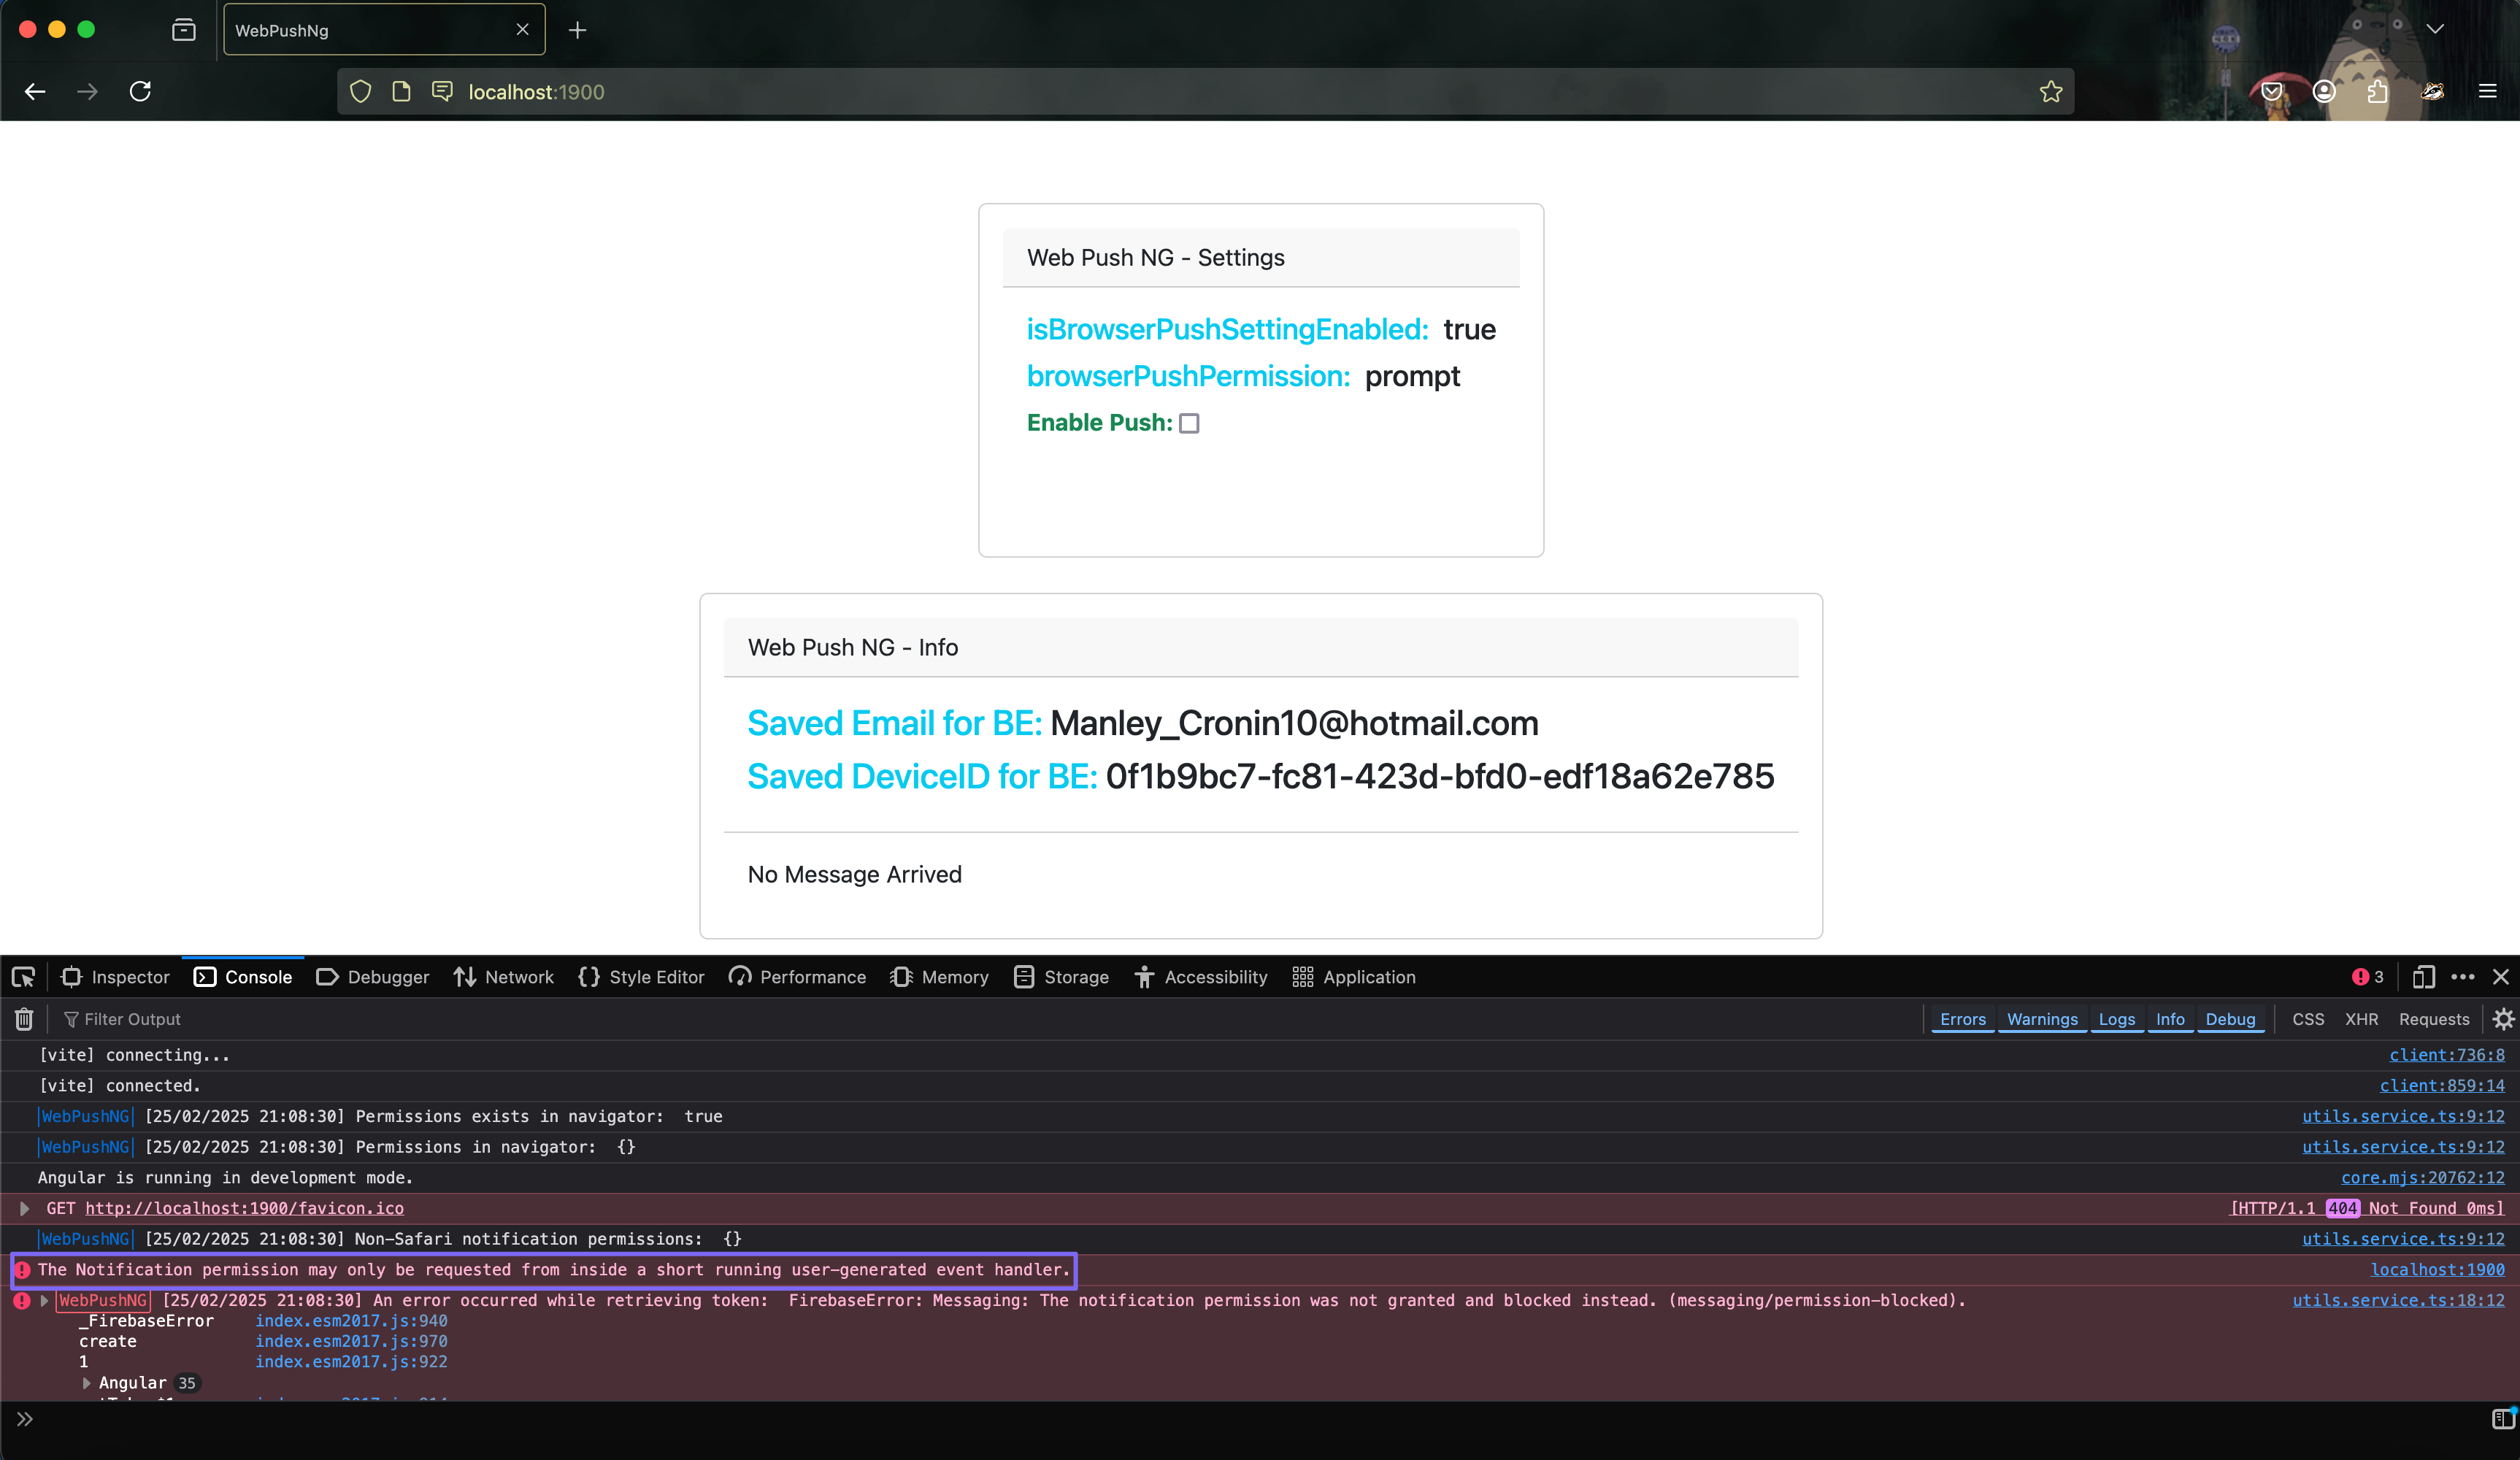 WebPushNg
localhost:1900
Web Push NG - Settings
isBrowserPushSettingEnabled: true
browserPushPermission: prompt
Enable Push:
Web Push NG - Info
Saved Email for BE: Manley_Cronin10@hotmail.com
Saved DeviceID for BE: 0f1b9bc7-fc81-423d-bfd0-edf18a62e785
No Message Arrived
Inspector Console Debugger Network Style Editor Performance Memory Storage Accessibility Application 3
Filter Output Errors Warnings Logs Info Debug CSS XHR Requests
[vite] connecting... client:736:8
[vite] connected. client:859:14
|WebPushNG| [25/02/2025 21:08:30] Permissions exists in navigator: true utils.service.ts:9:12
|WebPushNG| [25/02/2025 21:08:30] Permissions in navigator: {} utils.service.ts:9:12
Angular is running in development mode. core.mjs:20762:12
GET http://localhost:1900/favicon.ico [HTTP/1.1 404 Not Found 0ms]
|WebPushNG| [25/02/2025 21:08:30] Non-Safari notification permissions: {} utils.service.ts:9:12
The Notification permission may only be requested from inside a short running user-generated event handler. localhost:1900
WebPushNG [25/02/2025 21:08:30] An error occurred while retrieving token: FirebaseError: Messaging: The notification permission was not granted and blocked instead. (messaging/permission-blocked). utils.service.ts:18:12
_FirebaseError index.esm2017.js:940
create index.esm2017.js:970
1 index.esm2017.js:922
Angular 35